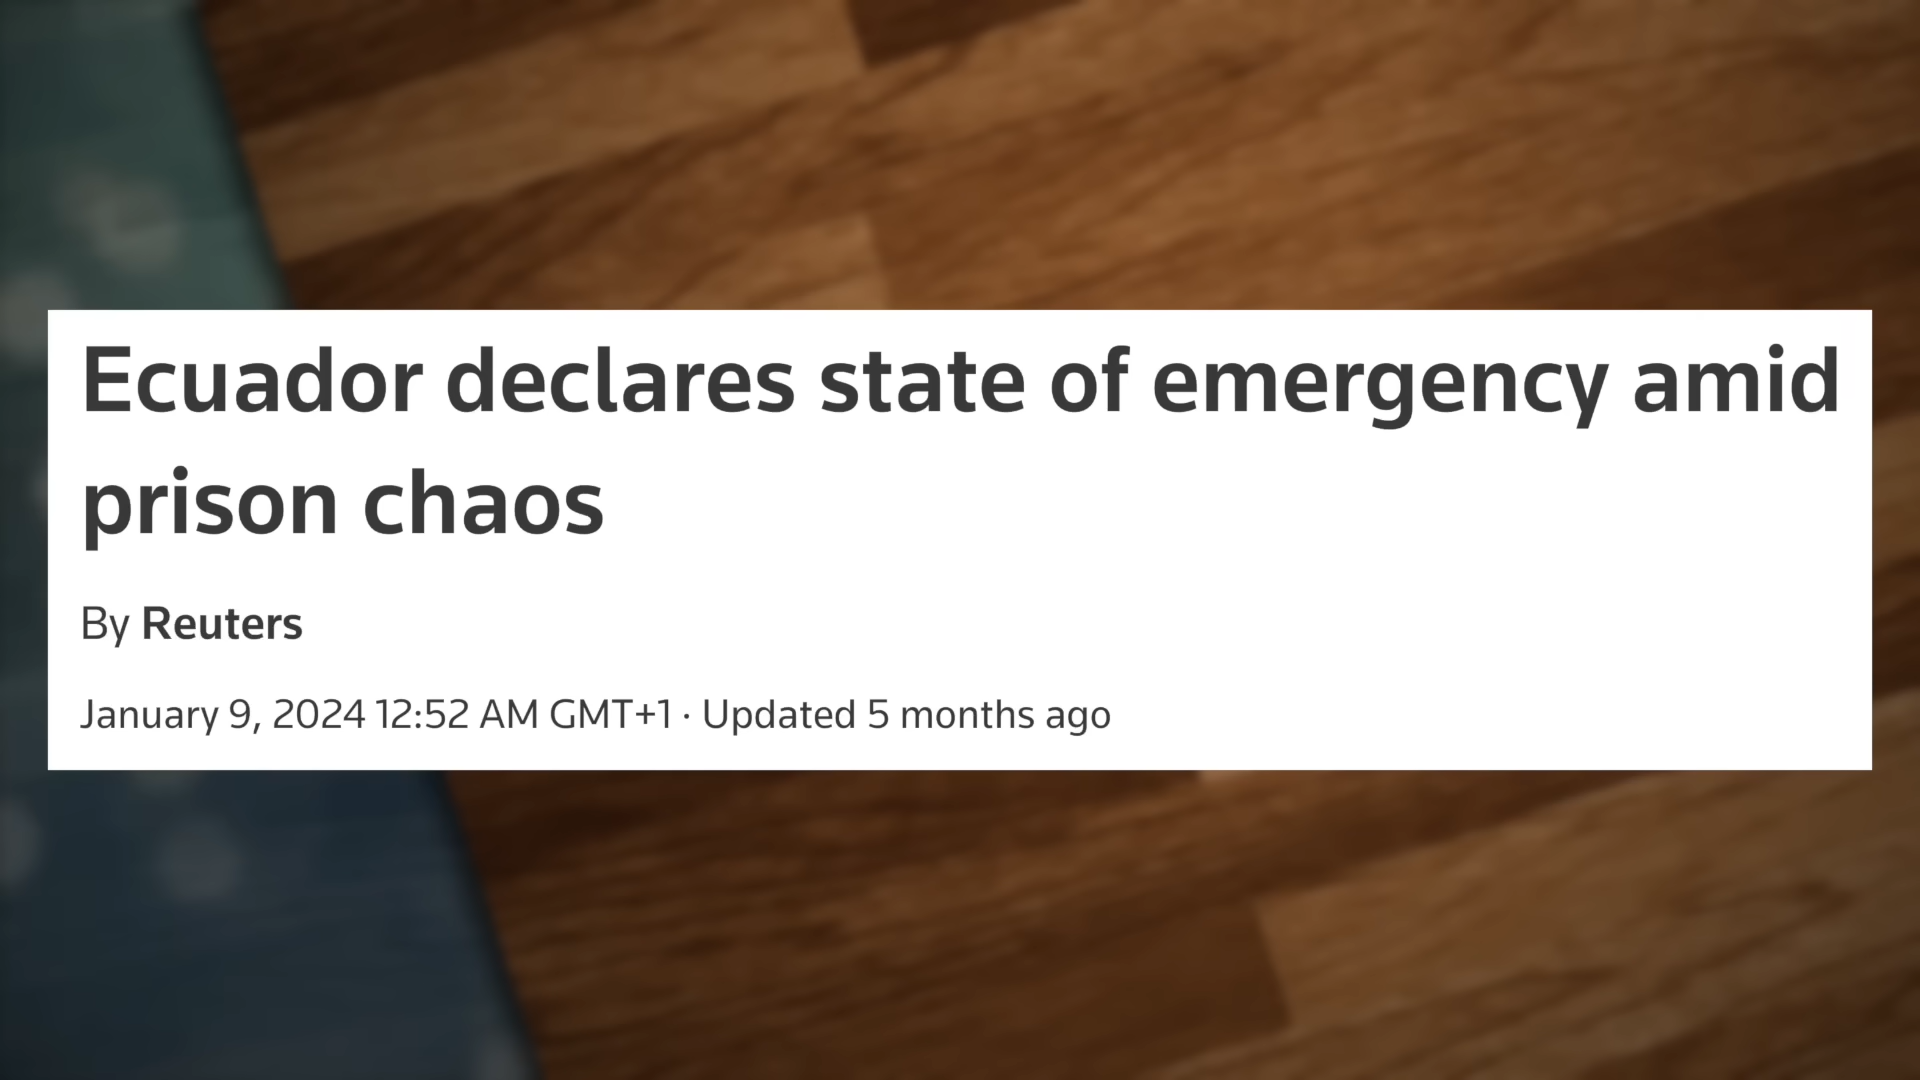 Ecuador declares state of emergency amid
prison chaos
By Reuters
January 9, 2024 12:52 AM GMT+1 · Updated 5 months ago